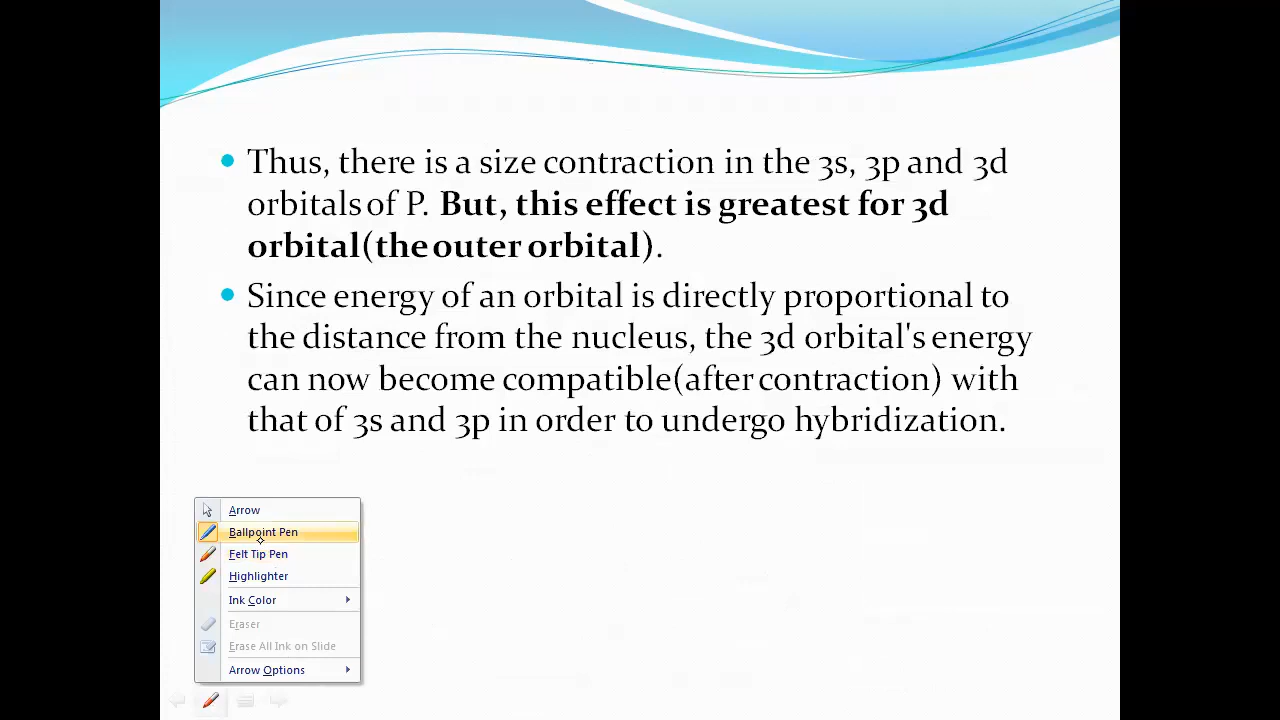 Thus, there is a size contraction in the 3s, 3p and 3d
orbitals of P. But, this effect is greatest for 3d
orbital(the outer orbital).
Since energy of an orbital is directly proportional to
the distance from the nucleus, the 3d orbital's energy
can now become compatible(after contraction) with
that of 3s and 3p in order to undergo hybridization.
Arrow
Ballpoint Pen
Felt Tip Pen
Highlighter
Ink Color
Eraser
Erase All Ink on Slide
Arrow Options